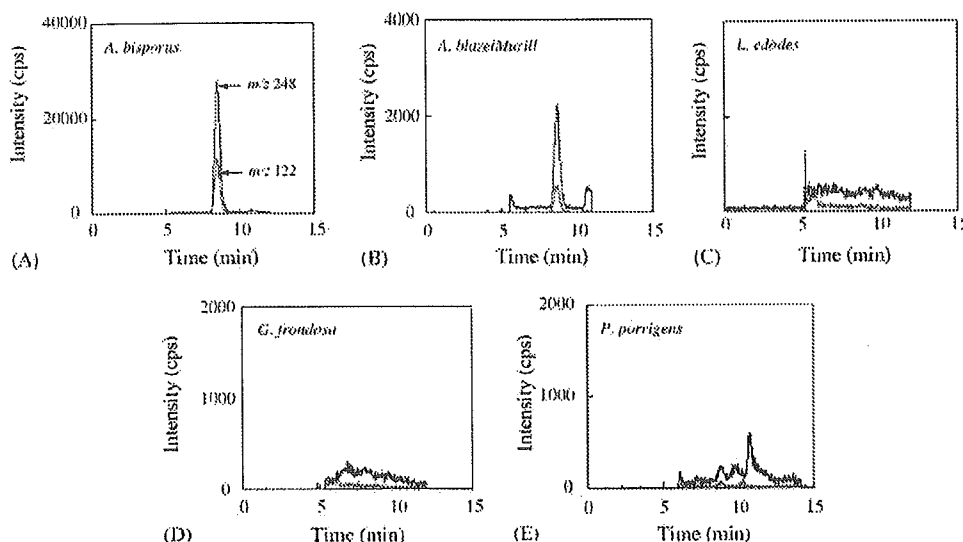 40000
A. bisporus
m/z 248
20000
m/z 122
0
0 5 10 15
Intensity (cps)
Time (min)
(A)
4000
A. blazeiMurill
2000
0
0 5 10 15
Intensity (cps)
Time (min)
(B)
L. edodes
0 5 10 15
Intensity (cps)
Time (min)
(C)
2000
G. frondosa
1000
0
0 5 10 15
Intensity (cps)
Time (min)
(D)
2000
P. porrigens
1000
0
0 5 10 15
Intensity (cps)
Time (min)
(E)